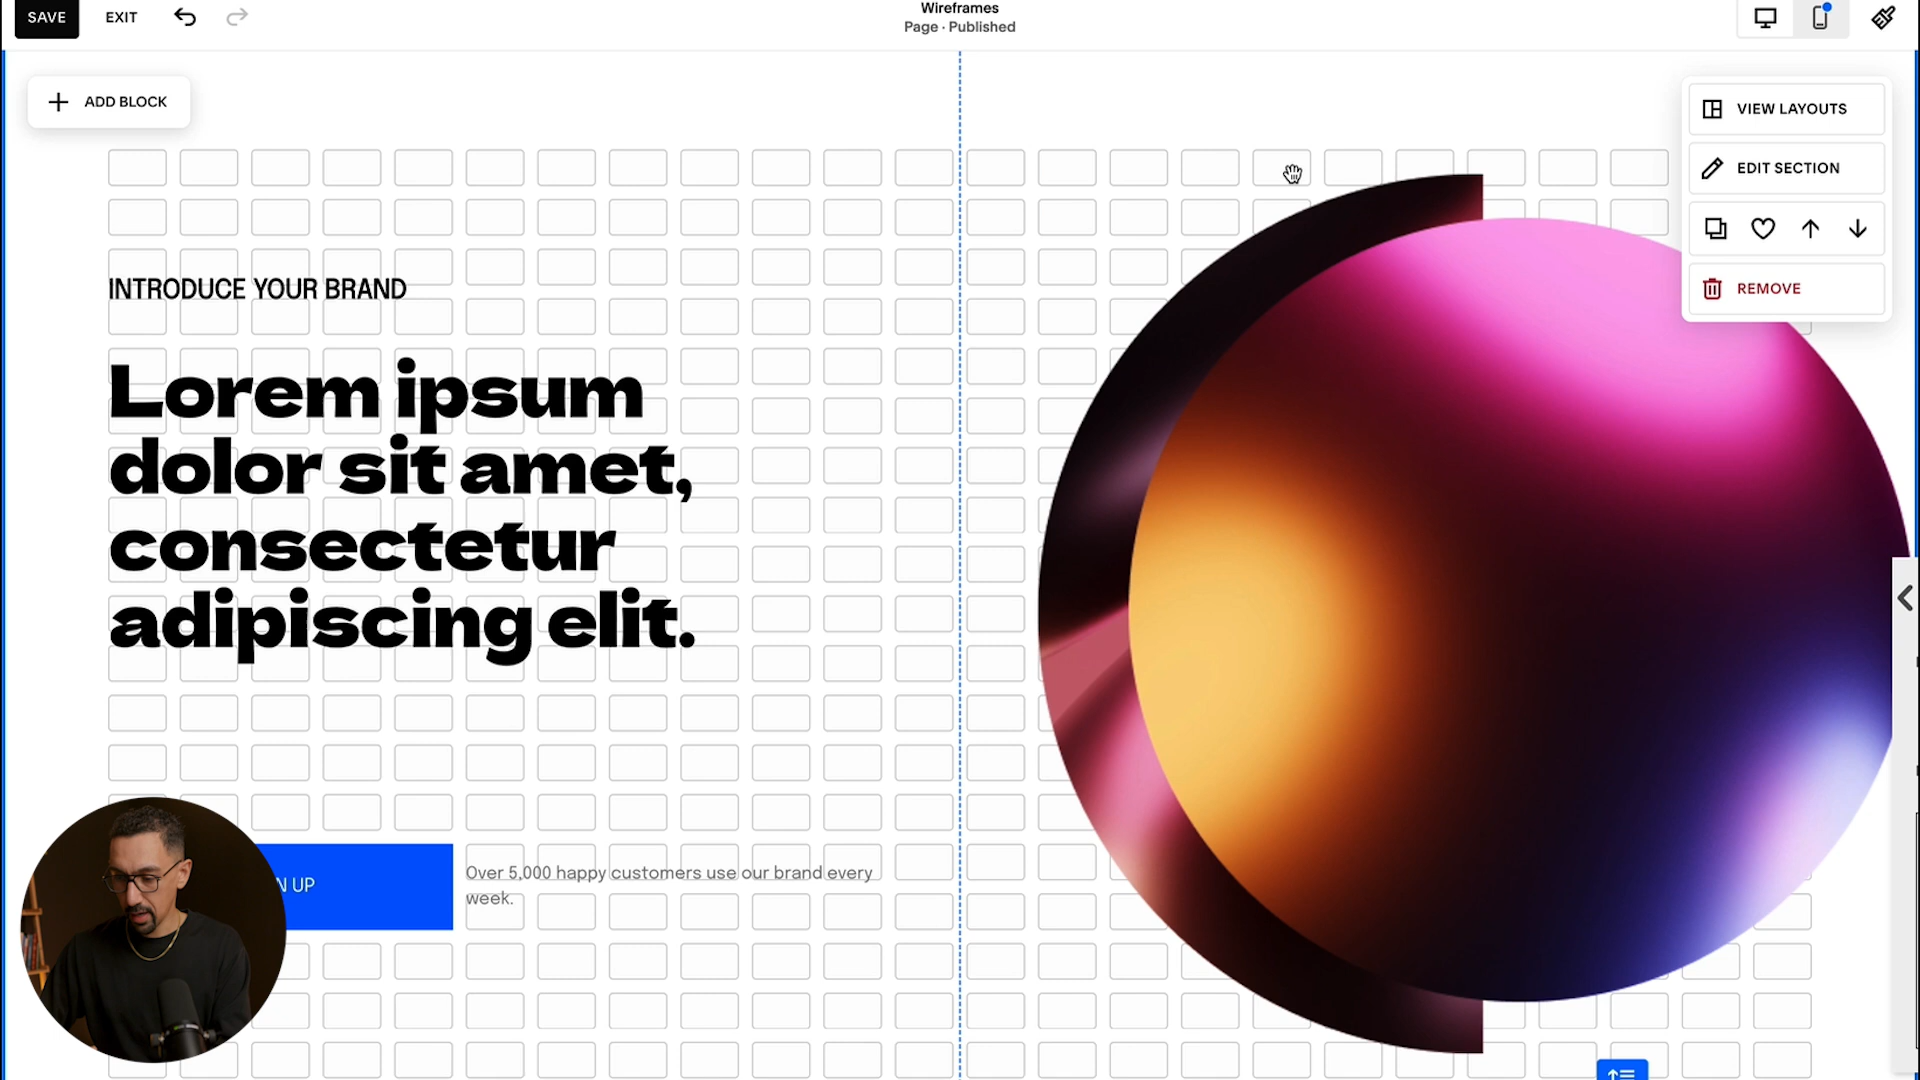 SAVE
EXIT
Wireframes
Page · Published
ADD BLOCK
VIEW LAYOUTS
EDIT SECTION
REMOVE
INTRODUCE YOUR BRAND
Lorem ipsum
dolor sit amet,
consectetur
adipiscing elit.
N UP
Over 5,000 happy customers use our brand every
week.